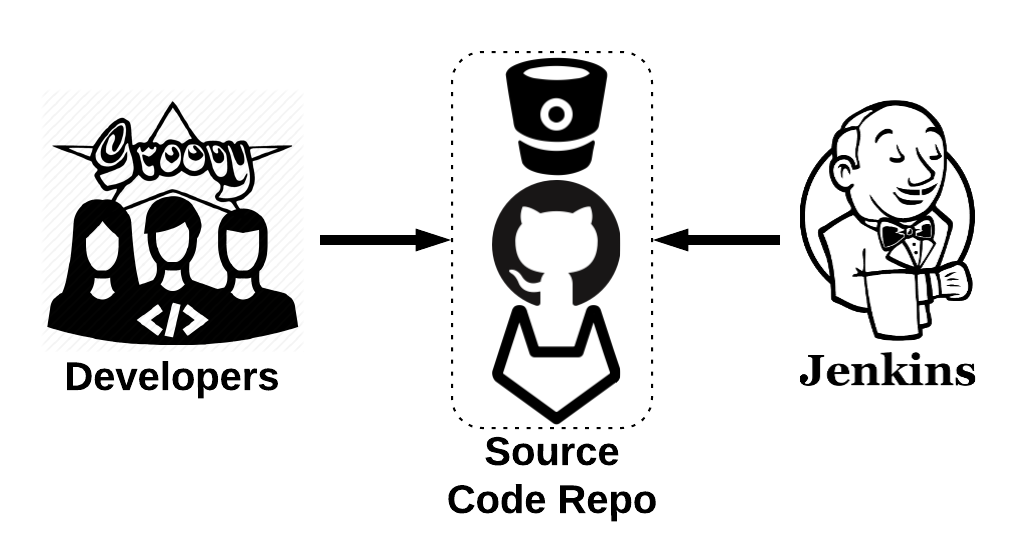 Groovy
</>
Developers
Source
Code Repo
Jenkins